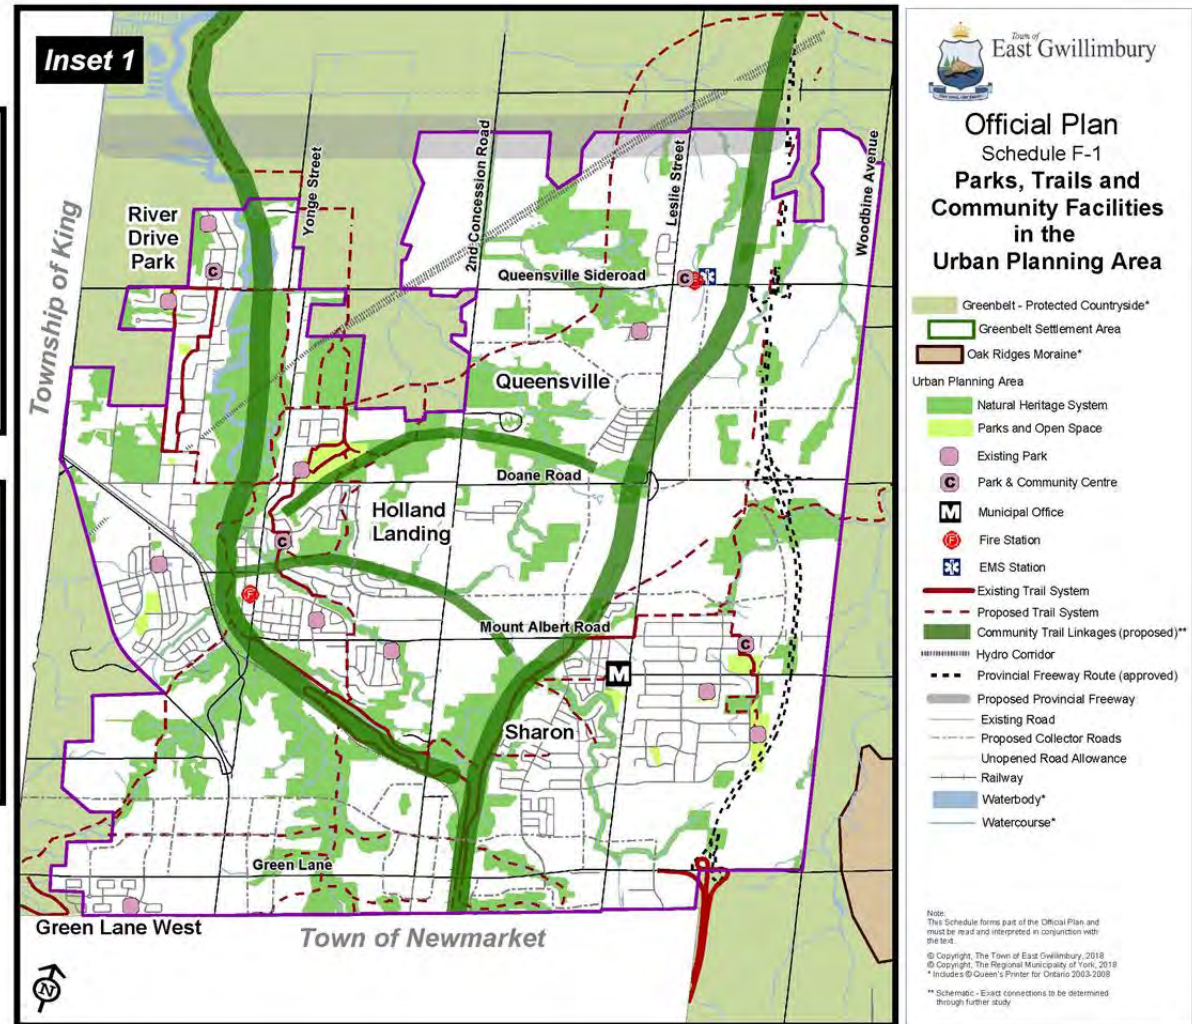 Inset 1
Township of King
River
Drive
Park
C
Yonge Street
2nd Concession Road
Leslie Street
Woodbine Avenue
Queensville Sideroad
C
F
Queensville
Doane Road
Holland
Landing
C
F
Mount Albert Road
C
M
Sharon
Green Lane
Green Lane West
Town of Newmarket
N
Town of
East Gwillimbury
Official Plan
Schedule F-1
Parks, Trails and
Community Facilities
in the
Urban Planning Area
Greenbelt - Protected Countryside*
Greenbelt Settlement Area
Oak Ridges Moraine*
Urban Planning Area
Natural Heritage System
Parks and Open Space
Existing Park
C Park & Community Centre
M Municipal Office
F Fire Station
EMS Station
Existing Trail System
Proposed Trail System
Community Trail Linkages (proposed)**
Hydro Corridor
Provincial Freeway Route (approved)
Proposed Provincial Freeway
Existing Road
Proposed Collector Roads
Unopened Road Allowance
Railway
Waterbody*
Watercourse*
Note:
This Schedule forms part of the Official Plan and
must be read and interpreted in conjunction with
the text.
© Copyright, The Town of East Gwillimbury, 2018
© Copyright, The Regional Municipality of York, 2018
* Includes © Queen's Printer for Ontario 2003-2008
** Schematic - Exact connections to be determined
through further study